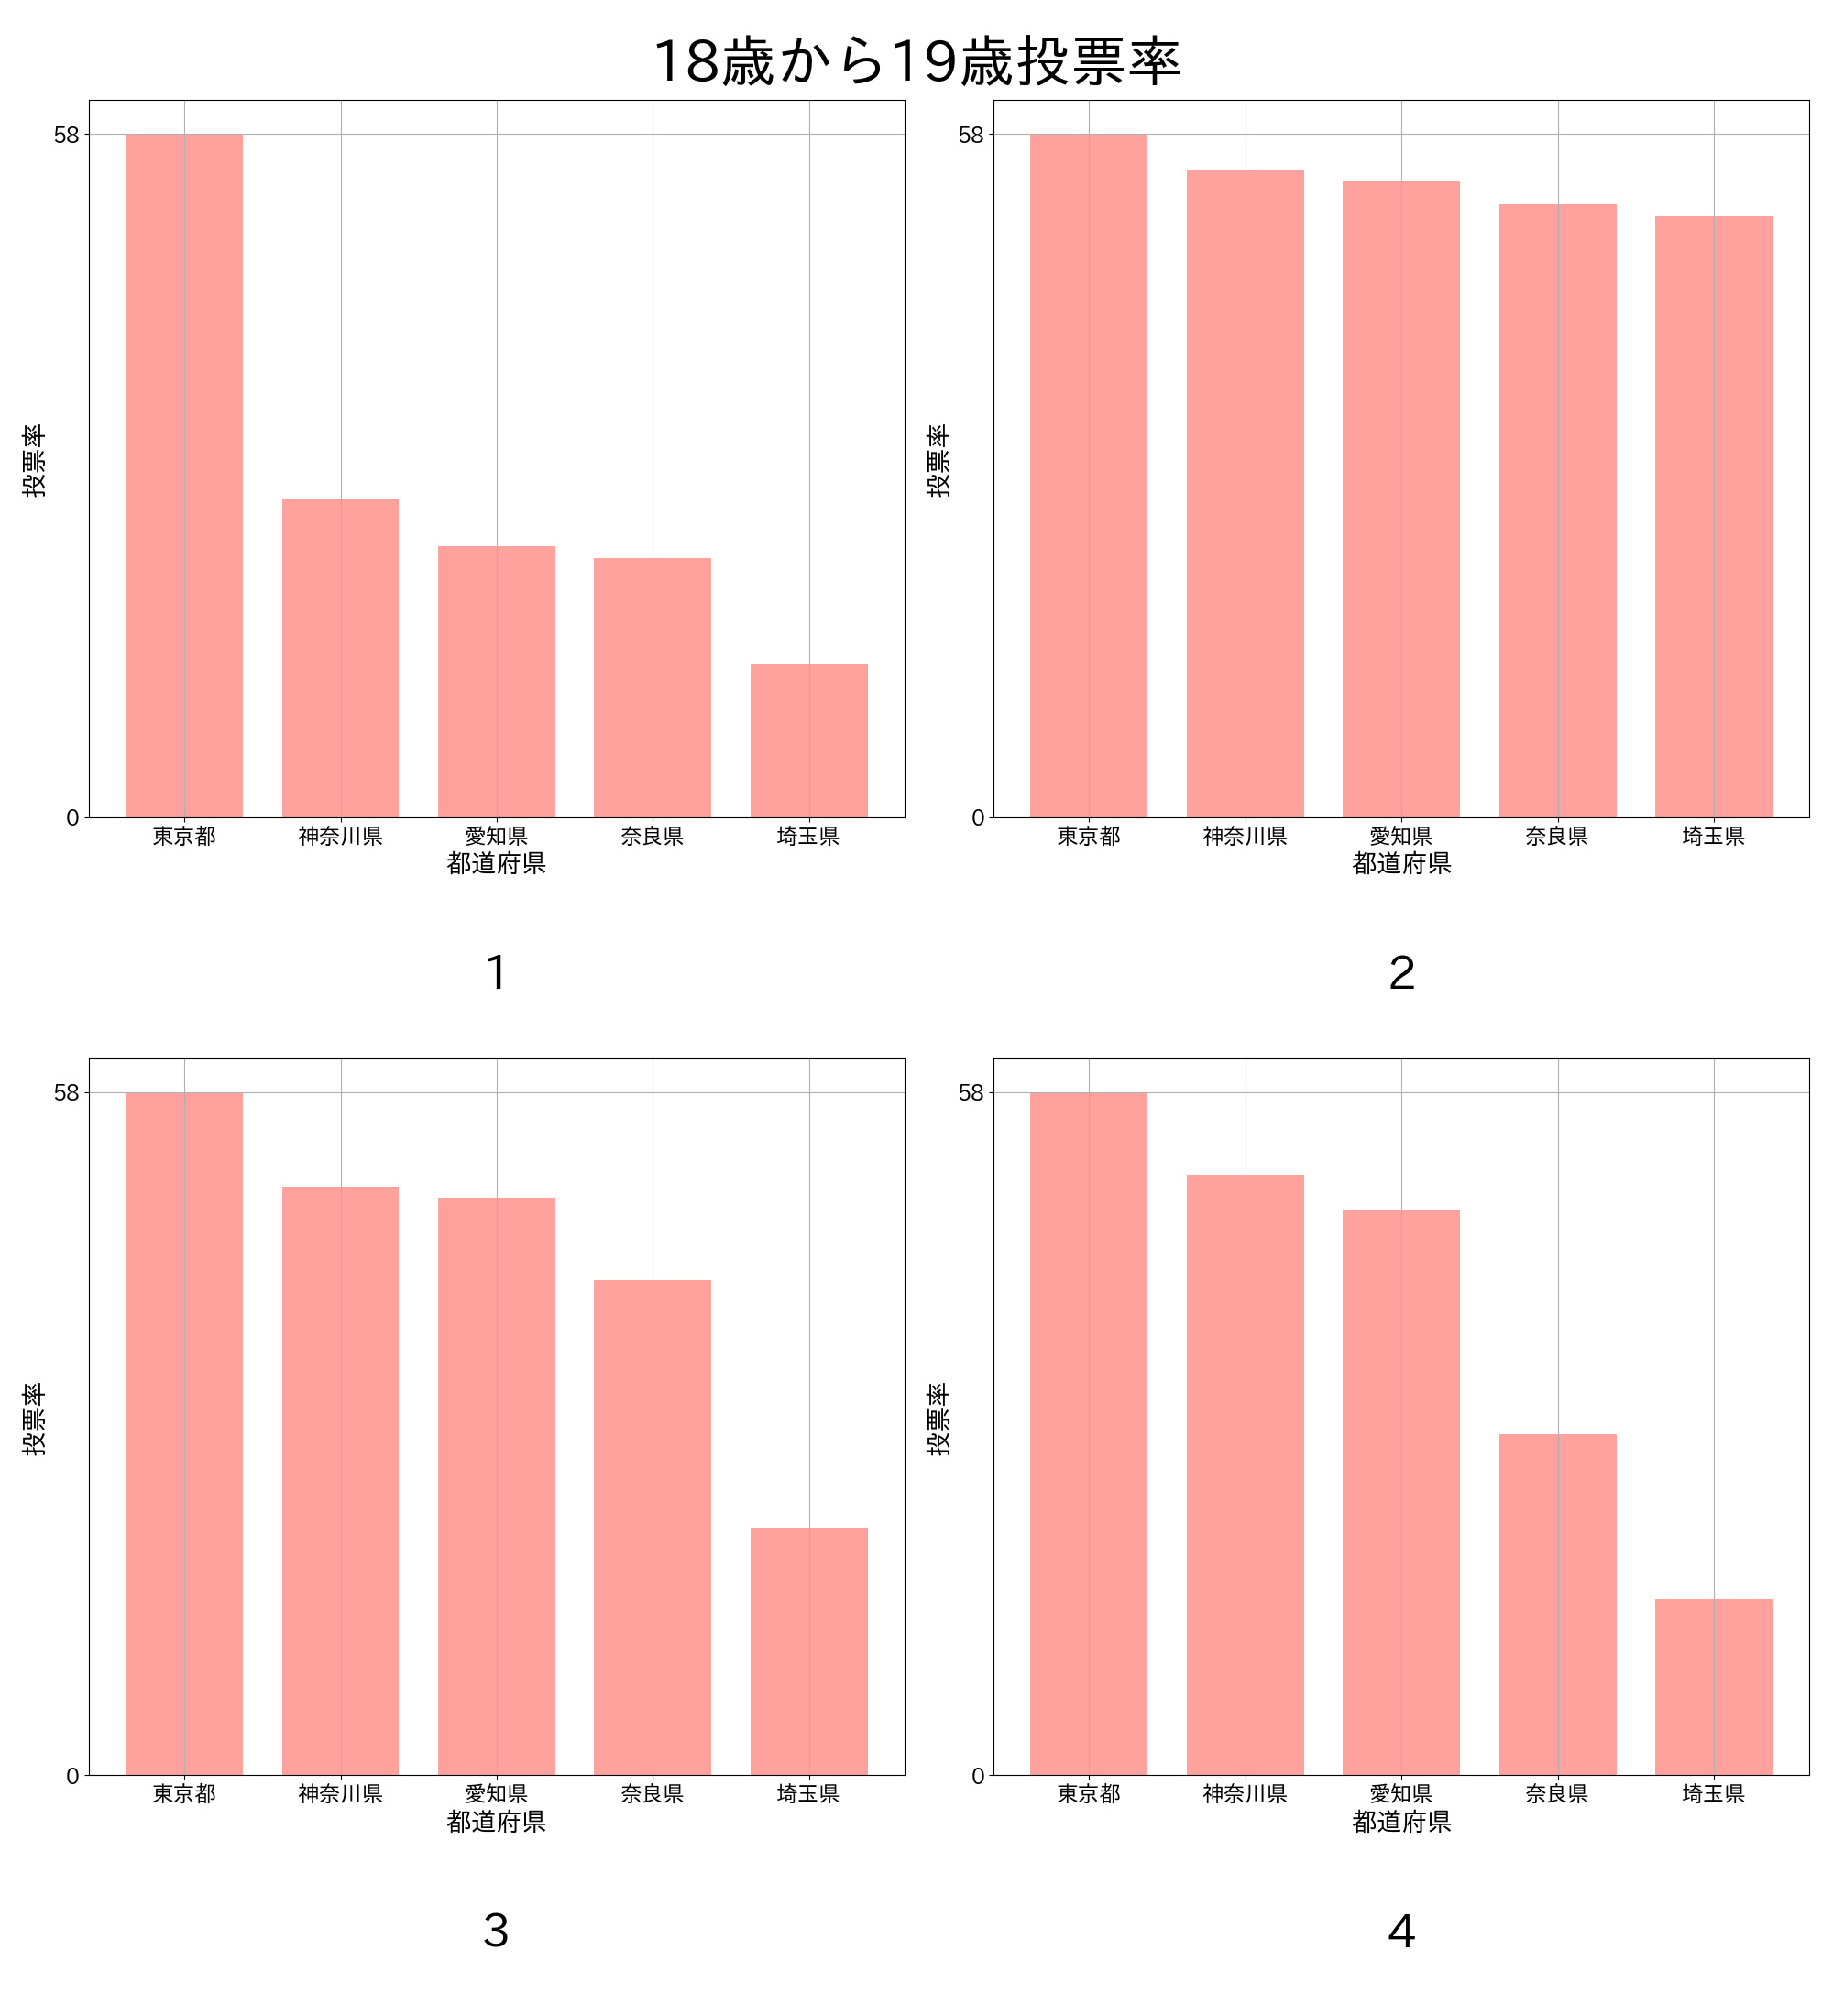 18歳から19歳投票率
58
0
投票率
東京都 神奈川県 愛知県 奈良県 埼玉県
都道府県
1
58
0
投票率
東京都 神奈川県 愛知県 奈良県 埼玉県
都道府県
2
58
0
投票率
東京都 神奈川県 愛知県 奈良県 埼玉県
都道府県
3
58
0
投票率
東京都 神奈川県 愛知県 奈良県 埼玉県
都道府県
4